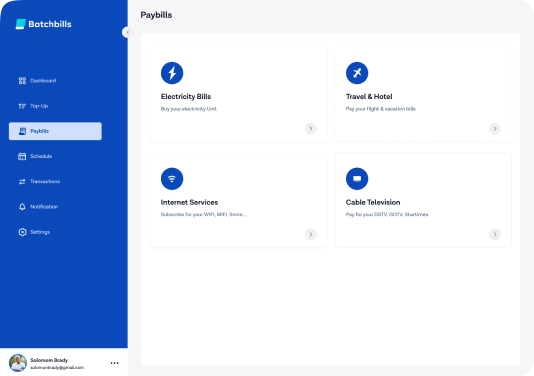 Batchbills
Dashboard
Top-Up
Paybills
Schedule
Transactions
Notification
Settings
Solomom Brady
solomonbrady@gmail.com
Paybills
Electricity Bills
Buy your electricity Unit
Travel & Hotel
Pay your flight & vacation bills
Internet Services
Subscribe for your WIFI, MIFI, Smile...
Cable Television
Pay for your DSTV, GOTV, Startimes.